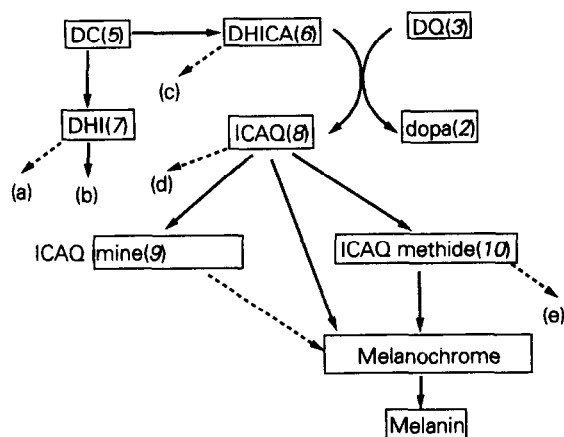 DC(5)
DHICA(6)
DQ(3)
(c)
DHI(7)
ICAQ(8)
dopa(2)
(a)
(b)
(d)
ICAQ imine(9)
ICAQ methide(10)
(e)
Melanochrome
Melanin